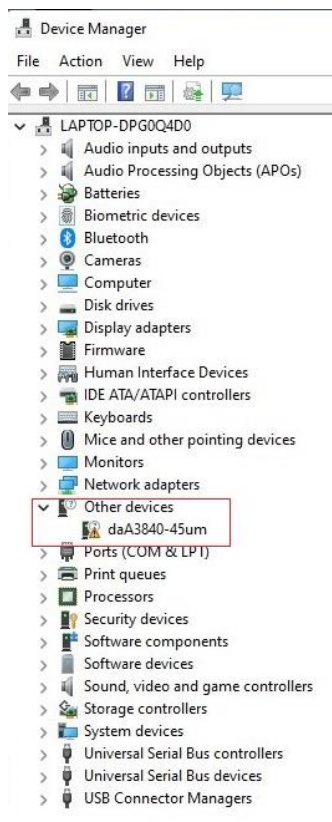 Device Manager
File Action View Help
LAPTOP-DPG0Q4D0
Audio inputs and outputs
Audio Processing Objects (APOs)
Batteries
Biometric devices
Bluetooth
Cameras
Computer
Disk drives
Display adapters
Firmware
Human Interface Devices
IDE ATA/ATAPI controllers
Keyboards
Mice and other pointing devices
Monitors
Network adapters
Other devices
daA3840-45um
Ports (COM & LPT)
Print queues
Processors
Security devices
Software components
Software devices
Sound, video and game controllers
Storage controllers
System devices
Universal Serial Bus controllers
Universal Serial Bus devices
USB Connector Managers